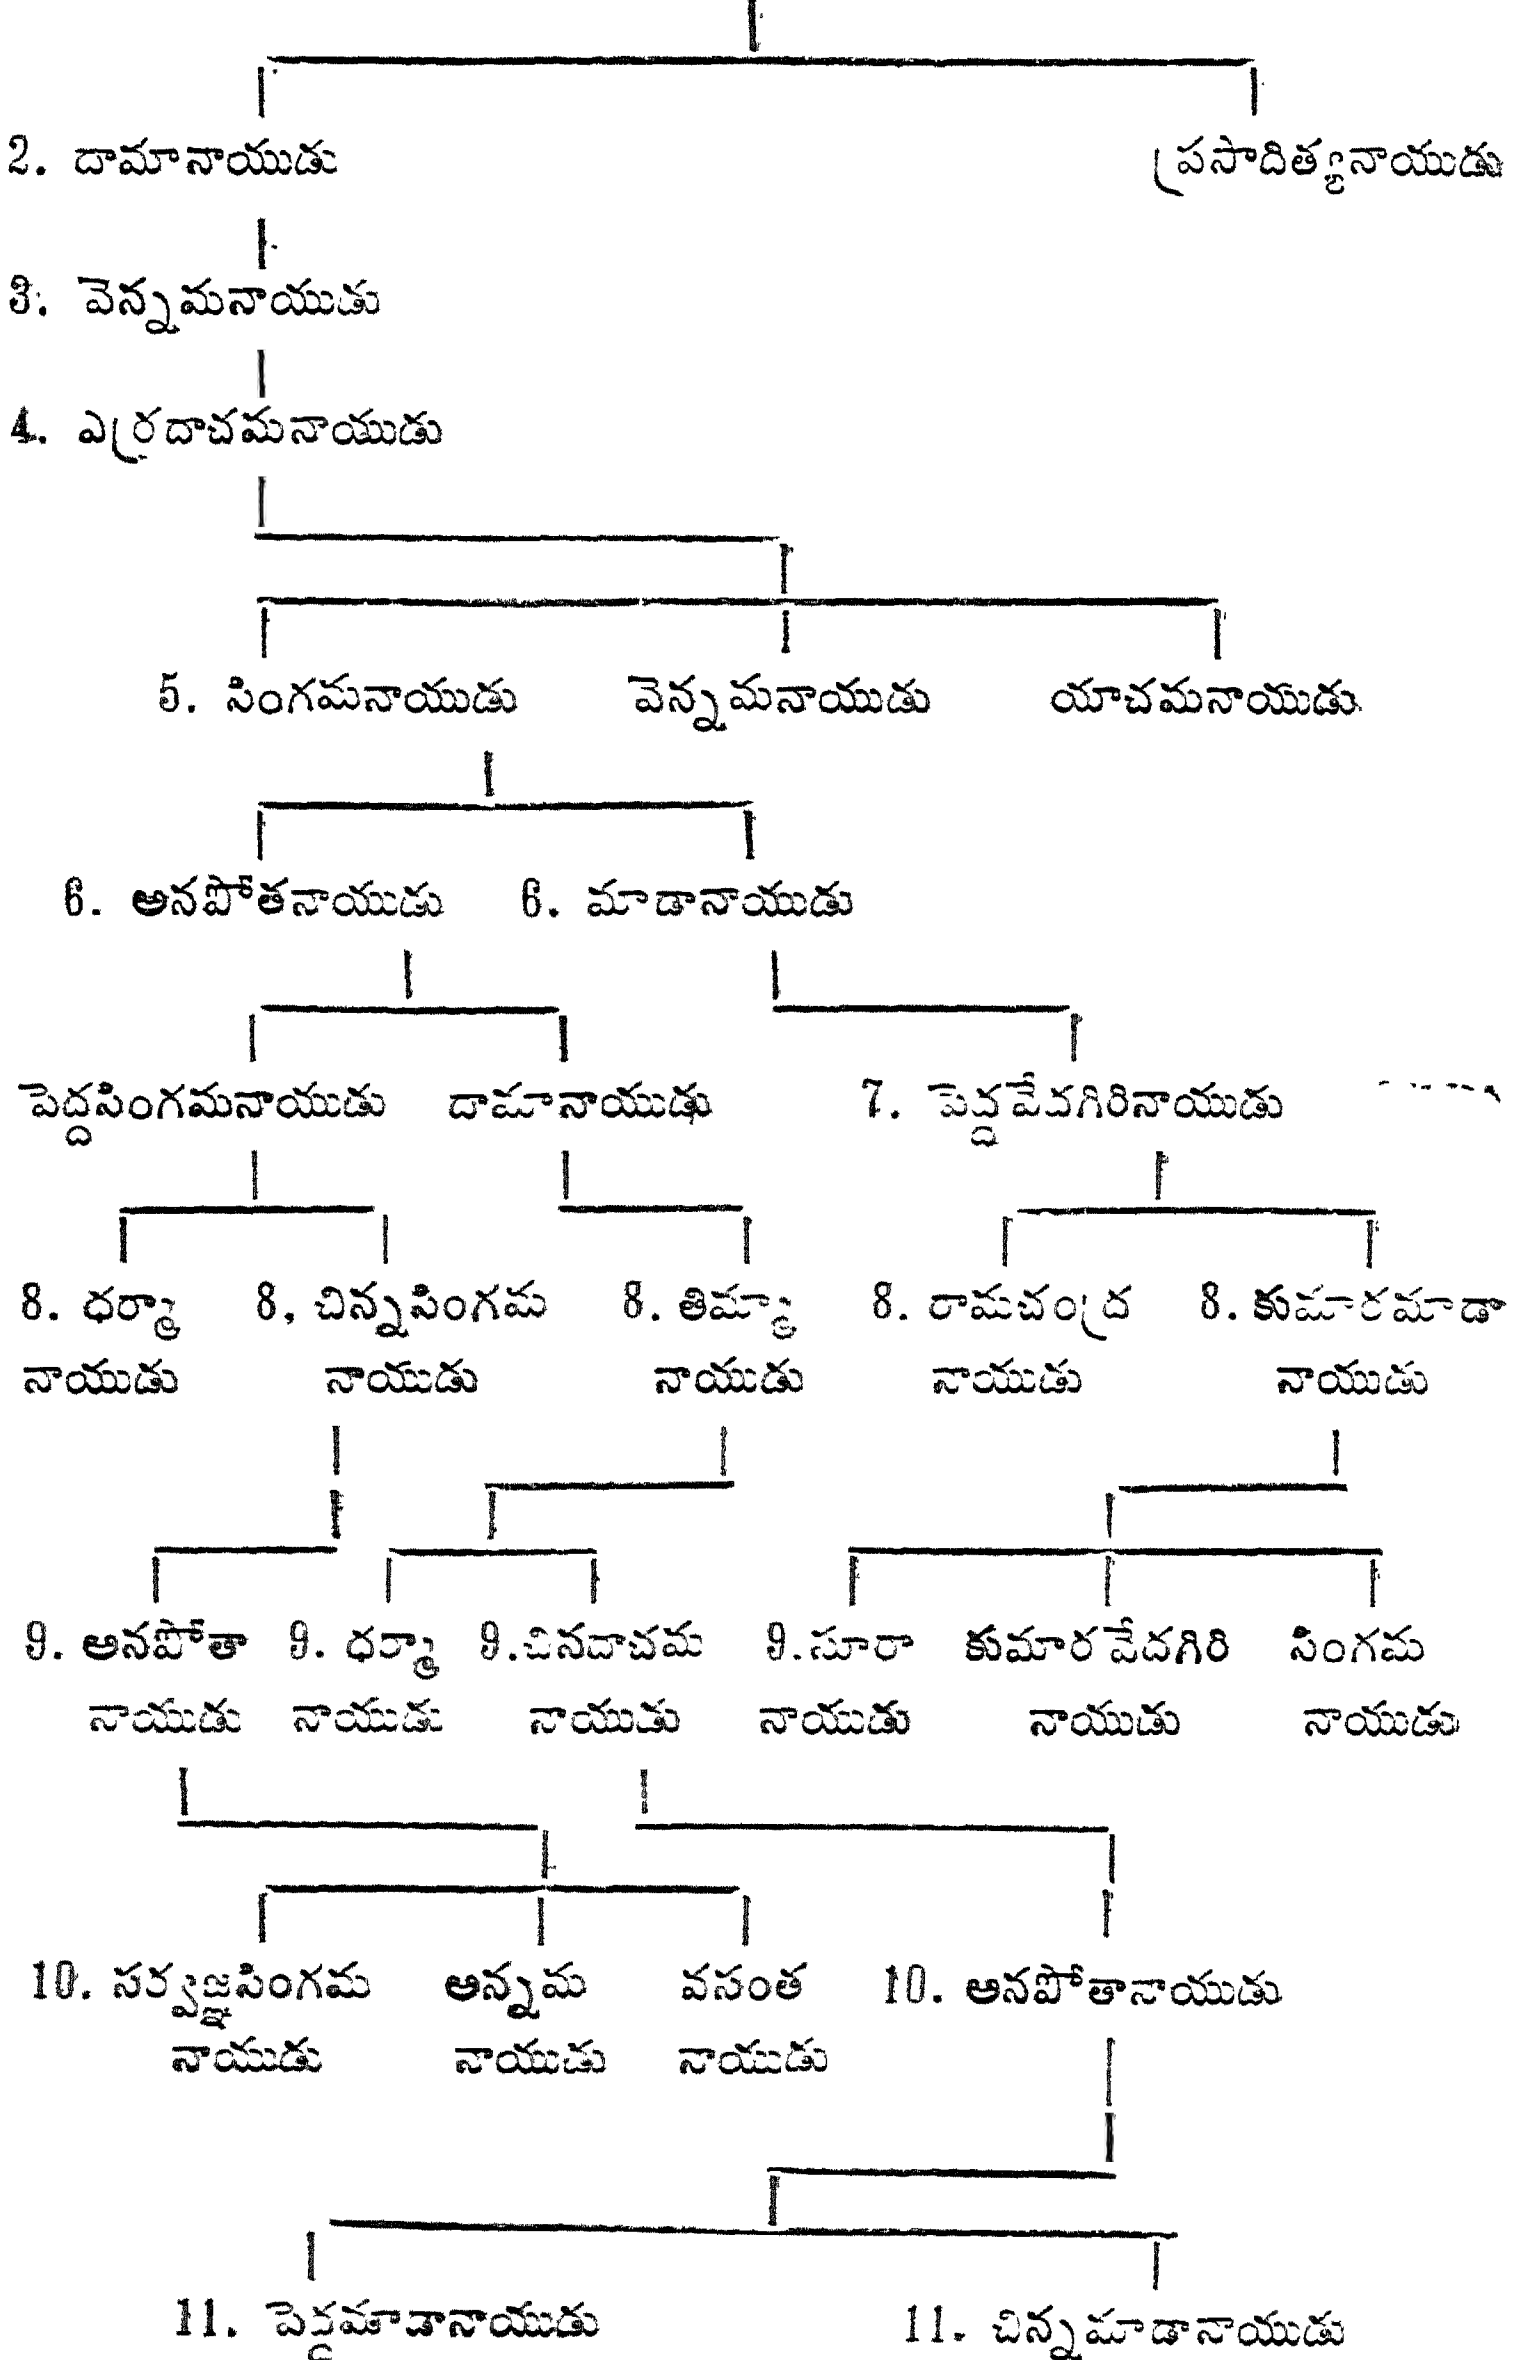 2. దామానాయుడు ప్రసాదిత్యనాయుడు
3. వెన్నమనాయుడు
4. ఎర్రదాచమనాయుడు
5. సింగమనాయుడు వెన్నమనాయుడు యాచమనాయుడు
6. అనపోతనాయుడు 6. మాడానాయుడు
పెద్దసింగమనాయుడు దామానాయుడు 7. పెద్దవేదగిరినాయుడు
8. ధర్మా 8. చిన్నసింగమ 8. తిమ్మా 8. రామచంద్ర 8. కుమారమాడా
నాయుడు నాయుడు నాయుడు నాయుడు నాయుడు
9. అనపోతా 9. ధర్మా 9. చినదాచమ 9. సూరా కుమారవేదగిరి సింగమ
నాయుడు నాయుడు నాయుడు నాయుడు నాయుడు నాయుడు
10. సర్వజ్ఞసింగమ అన్నమ వసంత 10. అనపోతానాయుడు
నాయుడు నాయుడు నాయుడు
11. పెద్దమాడానాయుడు 11. చిన్నమాడానాయుడు